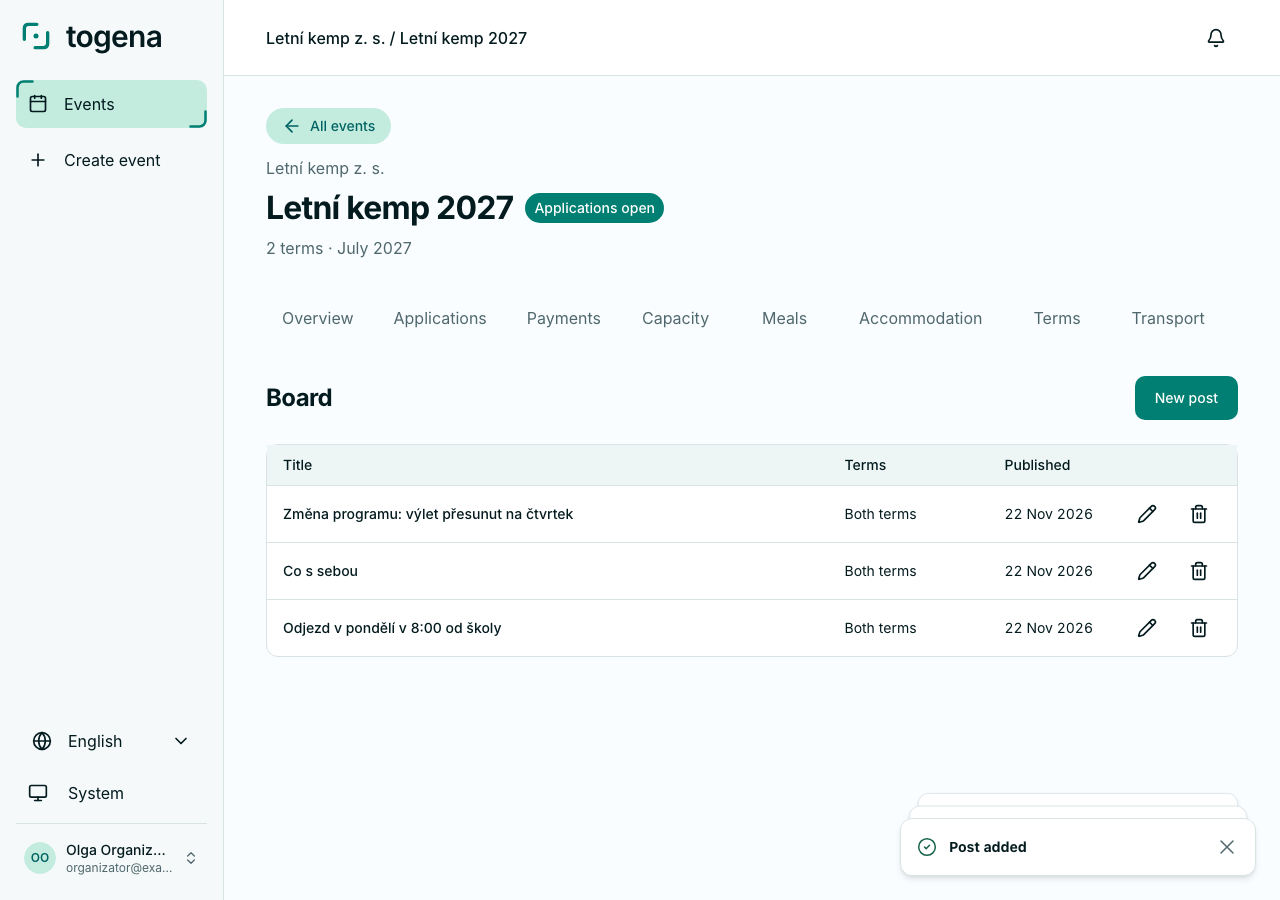 togena
Letní kemp z. s. / Letní kemp 2027
Events
Create event
All events
Letní kemp z. s.
Letní kemp 2027
Applications open
2 terms · July 2027
Overview Applications Payments Capacity Meals Accommodation Terms Transport
Board
New post
Title Terms Published
Změna programu: výlet přesunut na čtvrtek Both terms 22 Nov 2026
Co s sebou Both terms 22 Nov 2026
Odjezd v pondělí v 8:00 od školy Both terms 22 Nov 2026
English
System
OO
Olga Organiz...
organizator@exa...
Post added